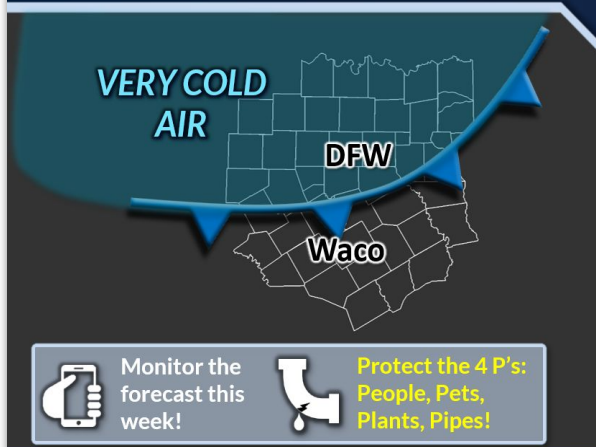 VERY COLD
AIR
DFW
Waco
Monitor the
forecast this
week!
Protect the 4 P's:
People, Pets,
Plants, Pipes!